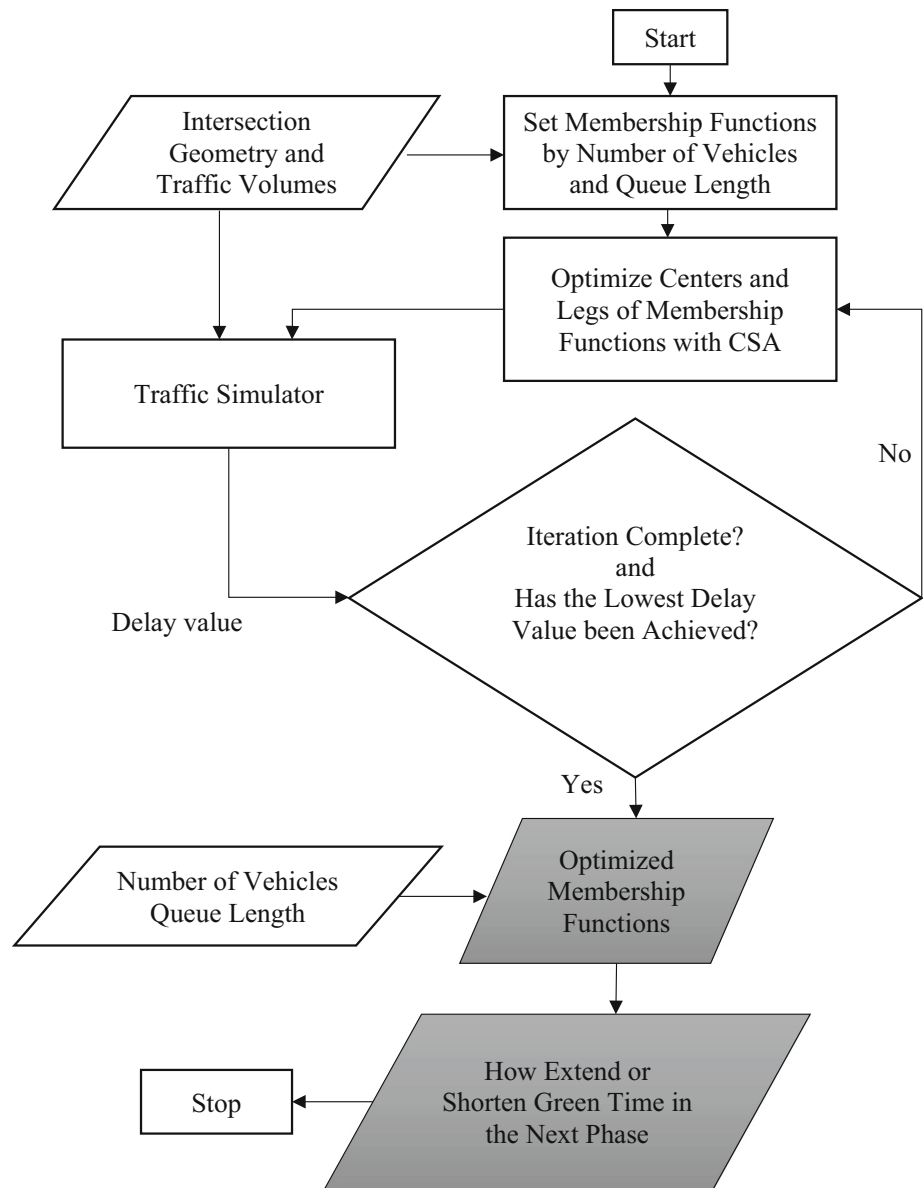 Start
Intersection
Geometry and
Traffic Volumes
Set Membership Functions
by Number of Vehicles
and Queue Length
Optimize Centers and
Legs of Membership
Functions with CSA
Traffic Simulator
No
Iteration Complete?
and
Has the Lowest Delay
Value been Achieved?
Delay value
Yes
Number of Vehicles
Queue Length
Optimized
Membership
Functions
How Extend or
Shorten Green Time in
the Next Phase
Stop